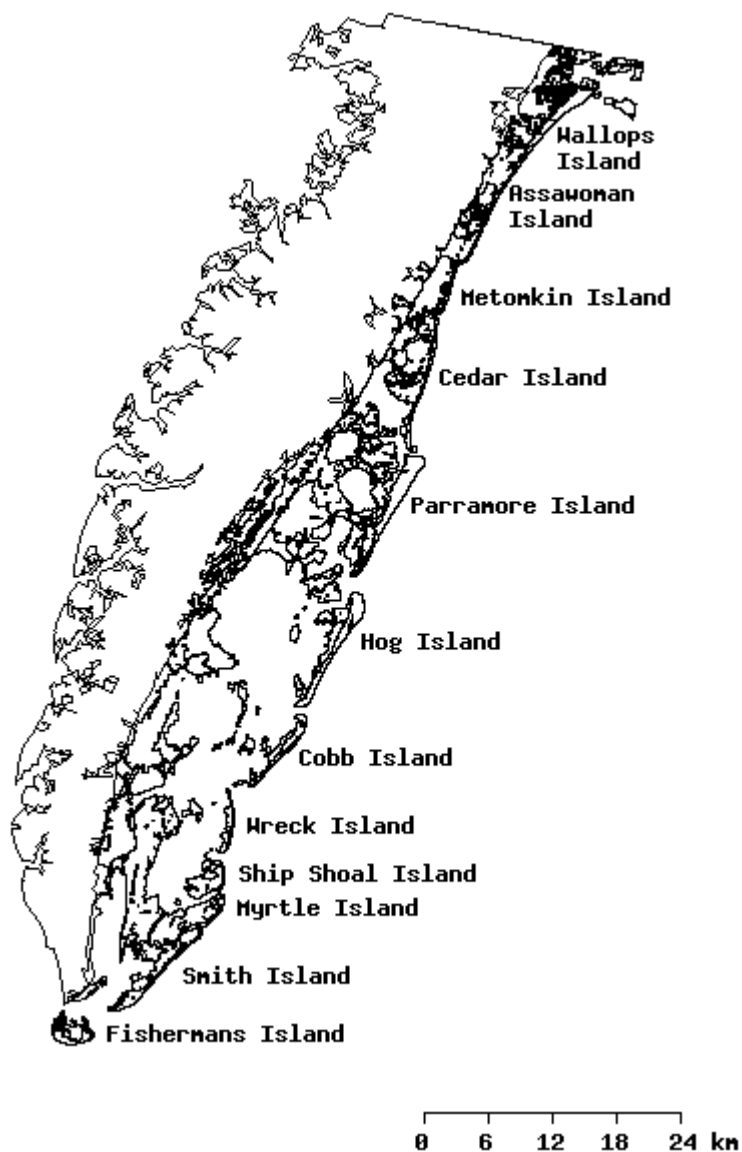 Wallops
Island
Assawoman
Island
Metomkin Island
Cedar Island
Parramore Island
Hog Island
Cobb Island
Wreck Island
Ship Shoal Island
Myrtle Island
Smith Island
Fishermans Island
0 6 12 18 24 km